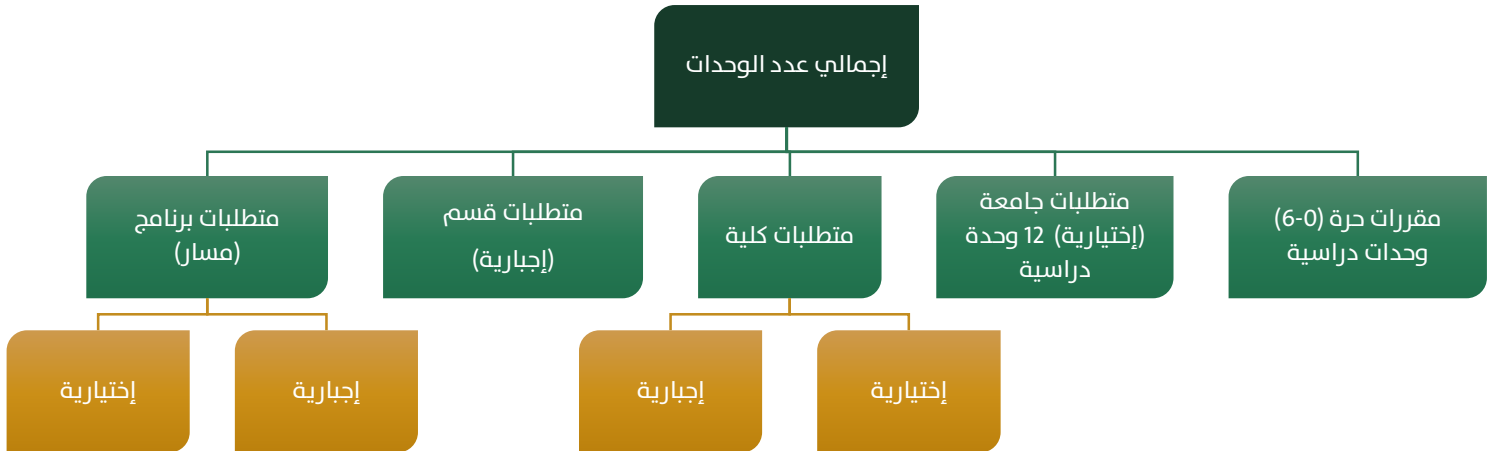 إجمالي عدد الوحدات
مقررات حرة (0-6)
وحدات دراسية
متطلبات جامعة
(إختيارية) 12 وحدة
دراسية
متطلبات كلية
متطلبات قسم
(إجبارية)
متطلبات برنامج
(مسار)
إختيارية
إجبارية
إجبارية
إختيارية